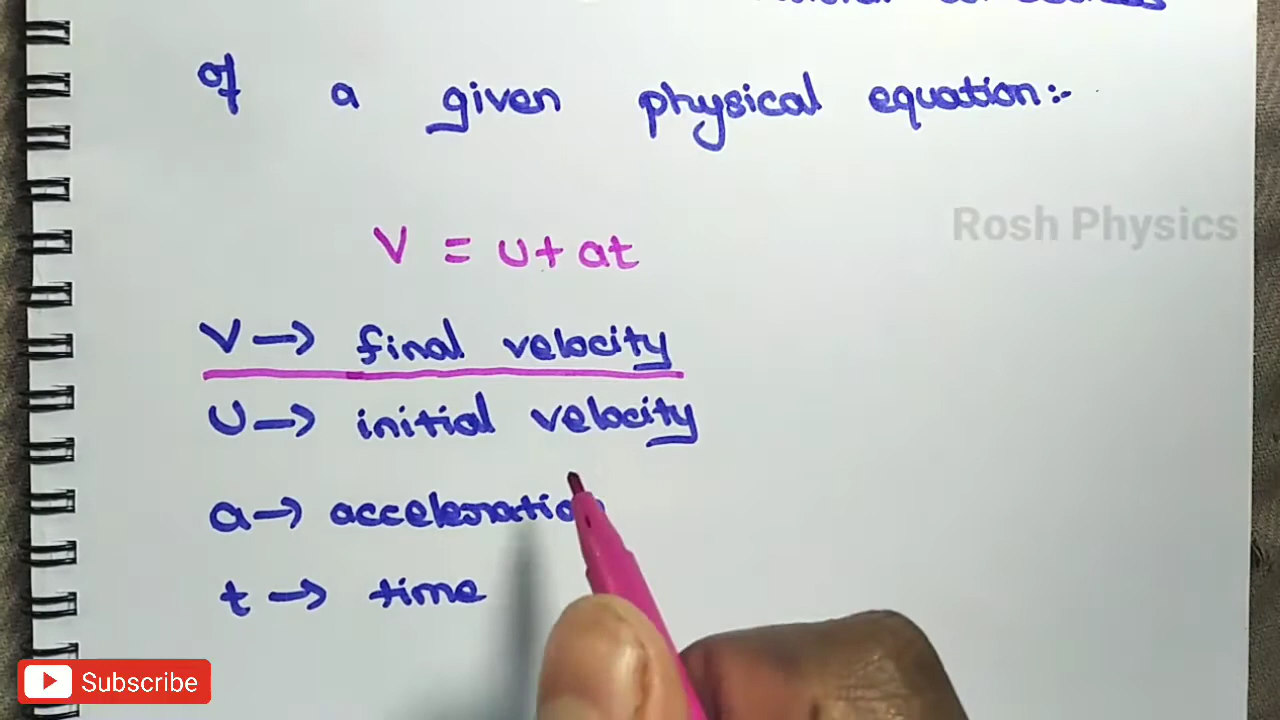 of a given physical equation:-
Rosh Physics
V = u + at
V → final velocity
U → initial velocity
a → acceleration
t → time
Subscribe